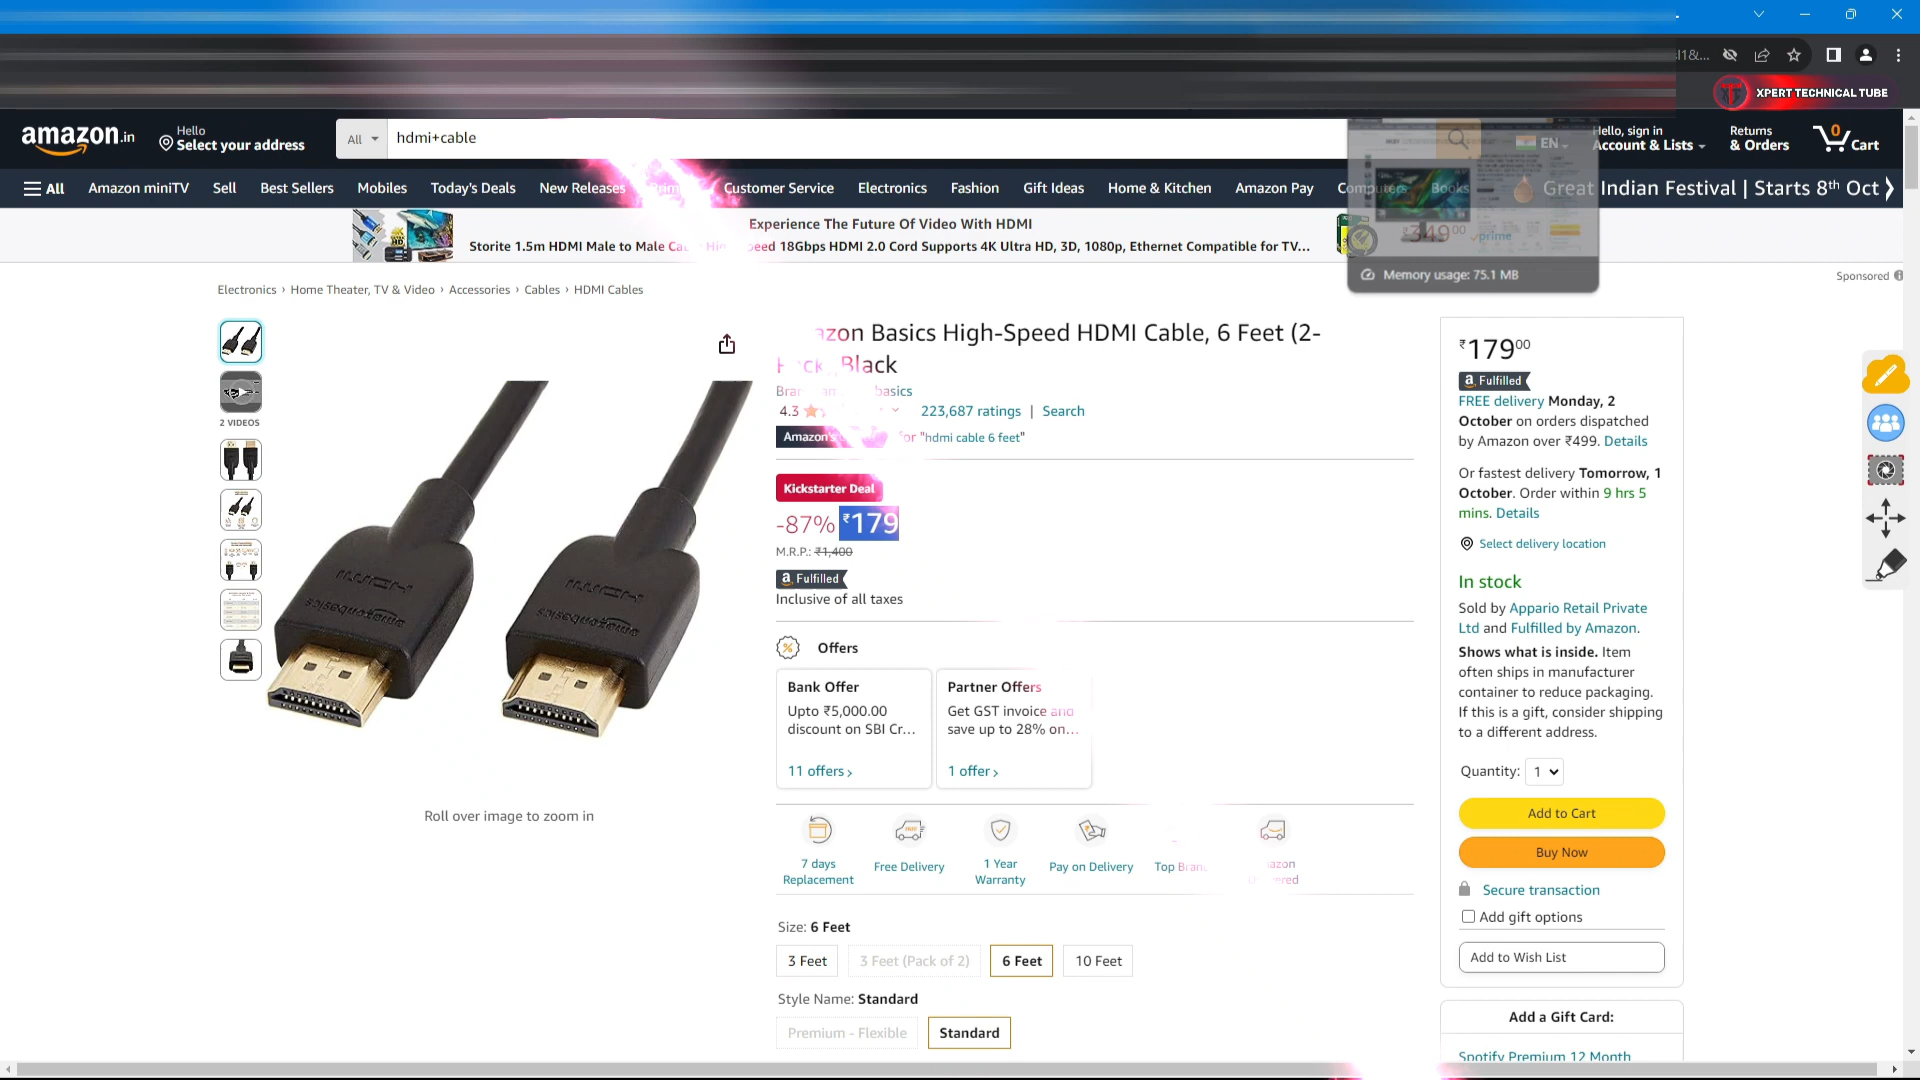 XPERT TECHNICAL TUBE
amazon.in
Hello
Select your address
All
hdmi+cable
EN
Hello, sign in
Account & Lists
Returns
& Orders
0
Cart
All
Amazon miniTV
Sell
Best Sellers
Mobiles
Today's Deals
New Releases
Customer Service
Electronics
Fashion
Gift Ideas
Home & Kitchen
Amazon Pay
Computers
Books
Great Indian Festival | Starts 8th Oct
Experience The Future Of Video With HDMI
Storite 1.5m HDMI Male to Male 18Gbps HDMI 2.0 Cord Supports 4K Ultra HD, 3D, 1080p, Ethernet Compatible for TV...
₹349.00
prime
Memory usage: 75.1 MB
Sponsored
Electronics › Home Theater, TV & Video › Accessories › Cables › HDMI Cables
2 VIDEOS
HDMI
amazonbasics
HDMI
amazonbasics
Roll over image to zoom in
Basics High-Speed HDMI Cable, 6 Feet (2-
Black
4.3
223,687 ratings | Search
Amazon's for "hdmi cable 6 feet"
Kickstarter Deal
-87% ₹179
M.R.P.: ₹1,400
a Fulfilled
Inclusive of all taxes
Offers
Bank Offer
Upto ₹5,000.00
discount on SBI Cr...
11 offers ›
Partner Offers
Get GST invoice and
save up to 28% on...
1 offer ›
7 days
Replacement
Free Delivery
1 Year
Warranty
Pay on Delivery
Top
Size: 6 Feet
3 Feet
3 Feet (Pack of 2)
6 Feet
10 Feet
Style Name: Standard
Premium - Flexible
Standard
₹179.00
a Fulfilled
FREE delivery Monday, 2
October on orders dispatched
by Amazon over ₹499. Details
Or fastest delivery Tomorrow, 1
October. Order within 9 hrs 5
mins. Details
Select delivery location
In stock
Sold by Appario Retail Private
Ltd and Fulfilled by Amazon.
Shows what is inside. Item
often ships in manufacturer
container to reduce packaging.
If this is a gift, consider shipping
to a different address.
Quantity: 1
Add to Cart
Buy Now
Secure transaction
Add gift options
Add to Wish List
Add a Gift Card:
Spotify Premium 12 Month